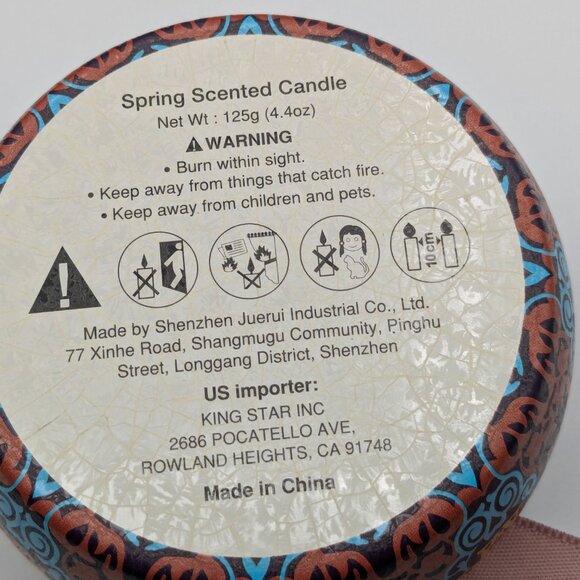 Spring Scented Candle
Net Wt : 125g (4.4oz)
WARNING
• Burn within sight.
• Keep away from things that catch fire.
• Keep away from children and pets.
10cm
Made by Shenzhen Juerui Industrial Co., Ltd.
77 Xinhe Road, Shangmugu Community, Pinghu
Street, Longgang District, Shenzhen
US importer:
KING STAR INC
2686 POCATELLO AVE,
ROWLAND HEIGHTS, CA 91748
Made in China